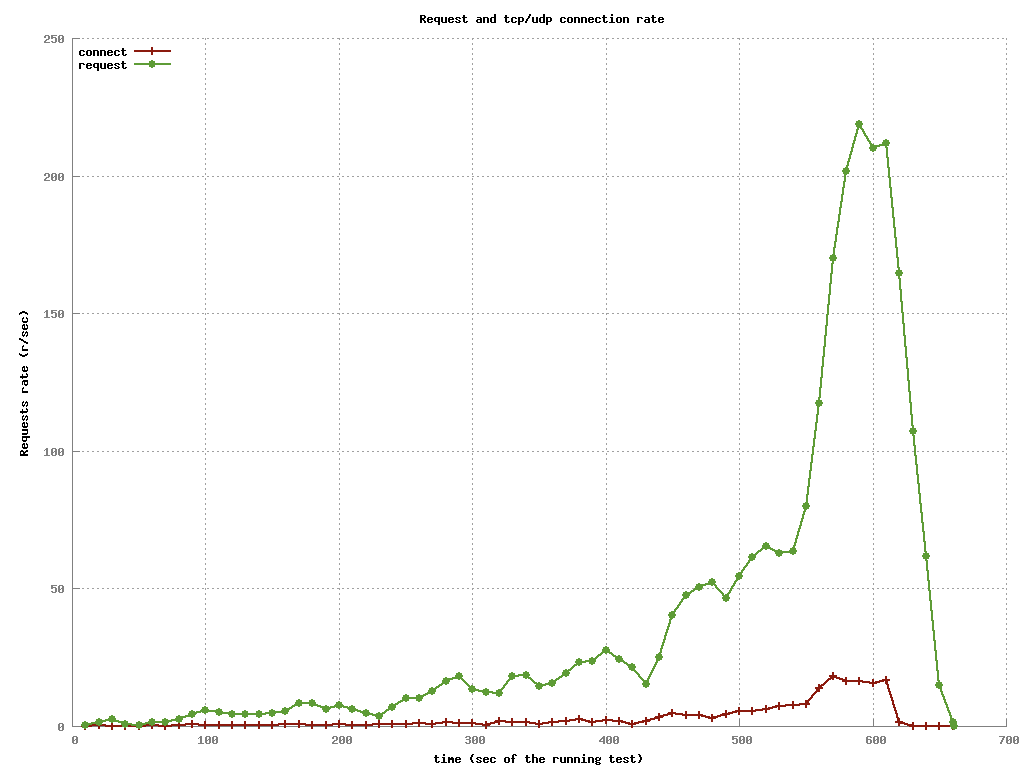 Request and tcp/udp connection rate
250
connect
request
200
150
Requests rate (r/sec)
100
50
0
0 100 200 300 400 500 600 700
time (sec of the running test)